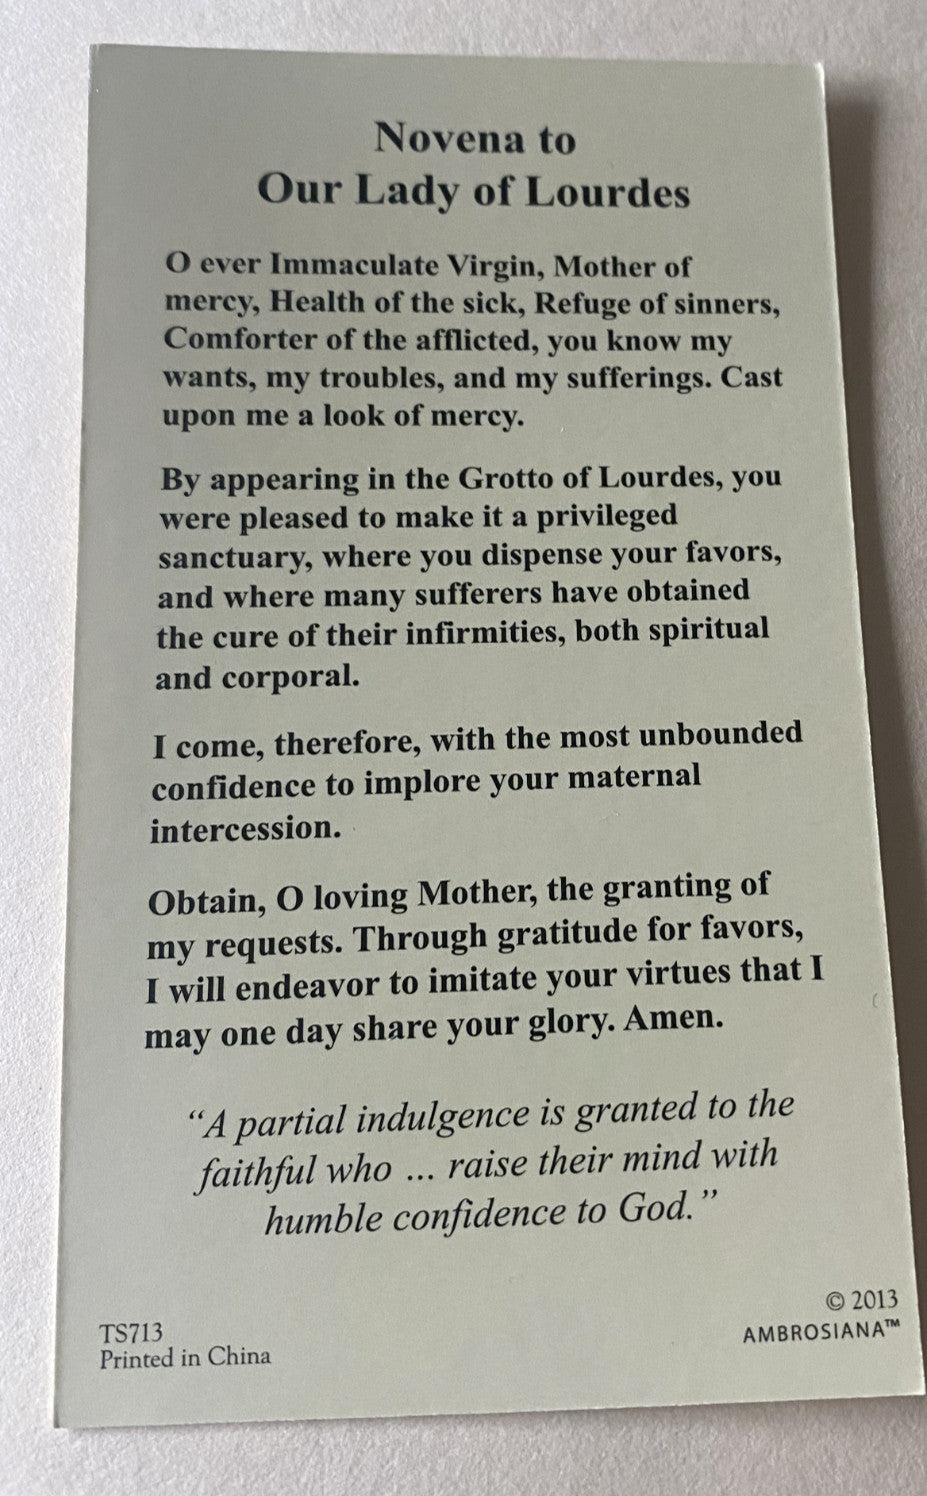 Novena to
Our Lady of Lourdes
O ever Immaculate Virgin, Mother of
mercy, Health of the sick, Refuge of sinners,
Comforter of the afflicted, you know my
wants, my troubles, and my sufferings. Cast
upon me a look of mercy.
By appearing in the Grotto of Lourdes, you
were pleased to make it a privileged
sanctuary, where you dispense your favors,
and where many sufferers have obtained
the cure of their infirmities, both spiritual
and corporal.
I come, therefore, with the most unbounded
confidence to implore your maternal
intercession.
Obtain, O loving Mother, the granting of
my requests. Through gratitude for favors,
I will endeavor to imitate your virtues that I
may one day share your glory. Amen.
“A partial indulgence is granted to the
faithful who ... raise their mind with
humble confidence to God.”
© 2013
TS713
AMBROSIANA™
Printed in China